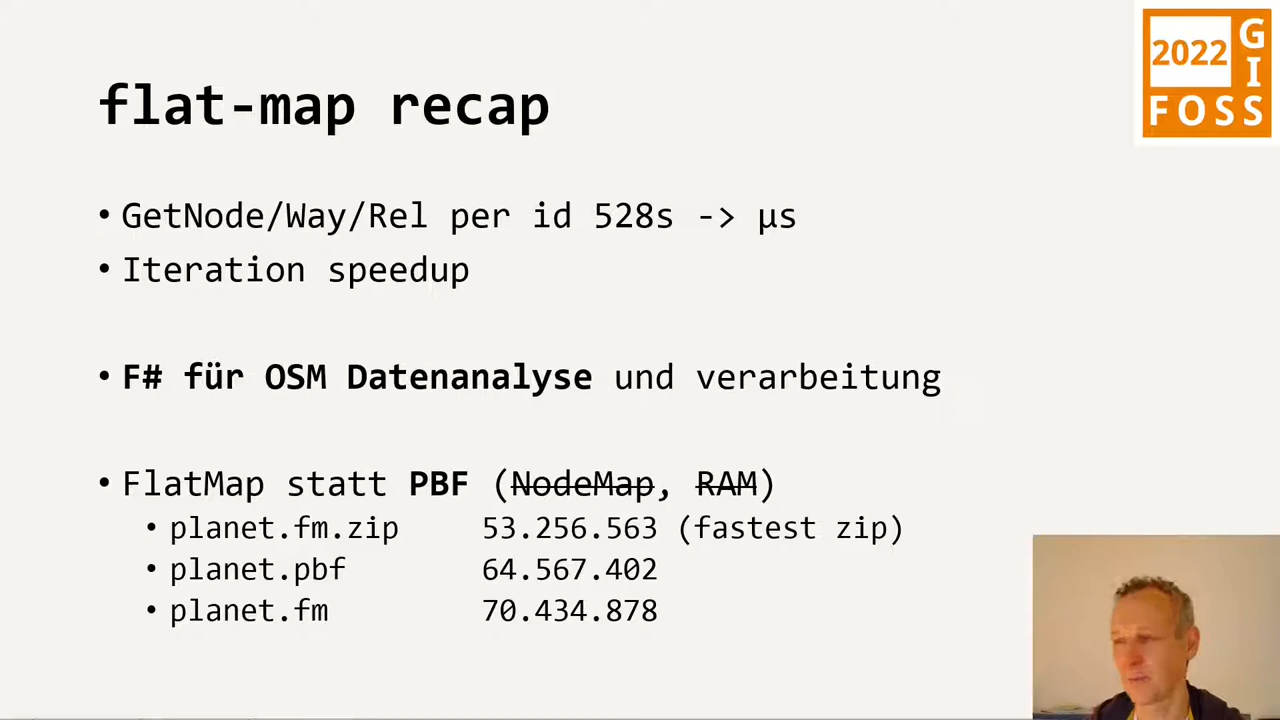 2022
G
I
FOSS
flat-map recap
• GetNode/Way/Rel per id 528s -> µs
• Iteration speedup
• F# für OSM Datenanalyse und verarbeitung
• FlatMap statt PBF (NodeMap, RAM)
• planet.fm.zip 53.256.563 (fastest zip)
• planet.pbf 64.567.402
• planet.fm 70.434.878